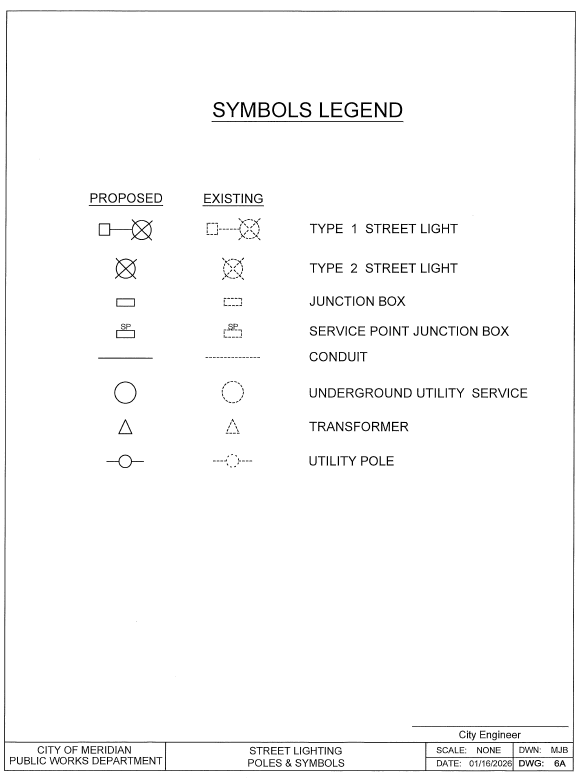 SYMBOLS LEGEND
PROPOSED EXISTING
TYPE 1 STREET LIGHT
TYPE 2 STREET LIGHT
JUNCTION BOX
SP SP SERVICE POINT JUNCTION BOX
CONDUIT
UNDERGROUND UTILITY SERVICE
TRANSFORMER
UTILITY POLE
City Engineer
CITY OF MERIDIAN
PUBLIC WORKS DEPARTMENT
STREET LIGHTING
POLES & SYMBOLS
SCALE: NONE DWN: MJB
DATE: 01/16/2026 DWG: 6A